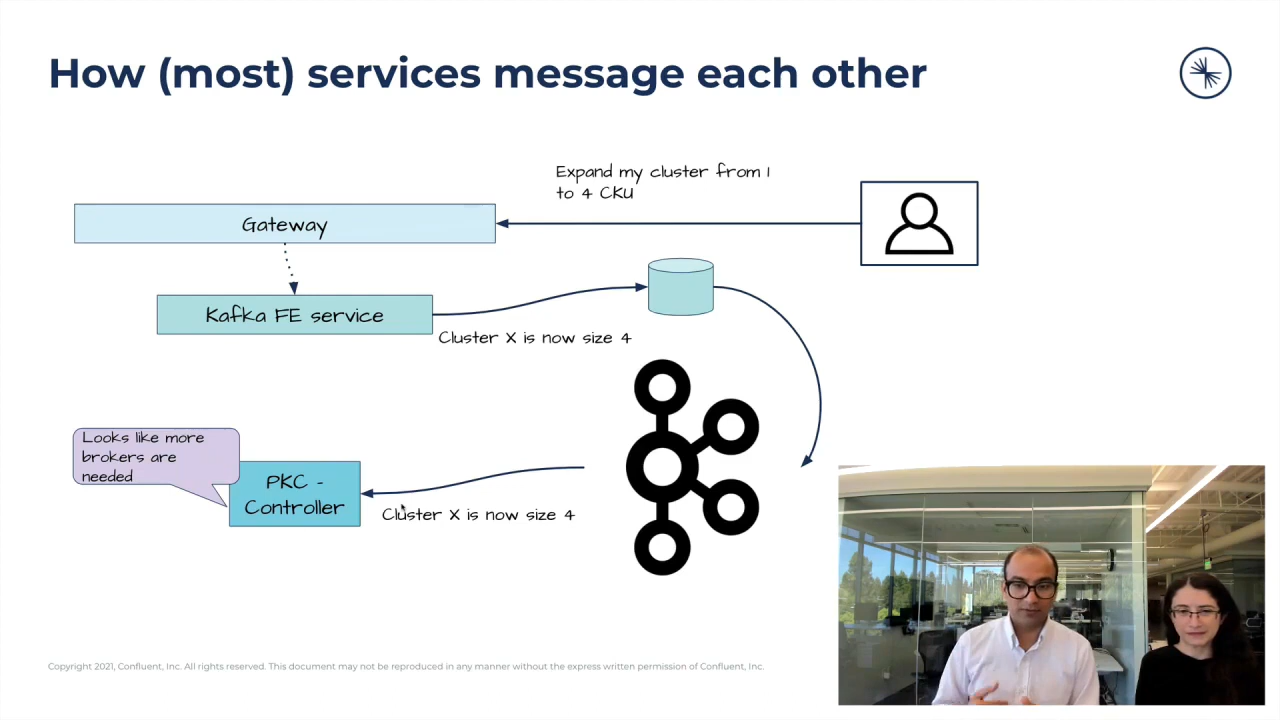 How (most) services message each other
Expand my cluster from 1
to 4 CKU
Gateway
Kafka FE service
Cluster X is now size 4
Looks like more
brokers are
needed
PKC -
Controller
Cluster X is now size 4
Copyright 2021, Confluent, Inc. All rights reserved. This document may not be reproduced in any manner without the express written permission of Confluent, Inc.